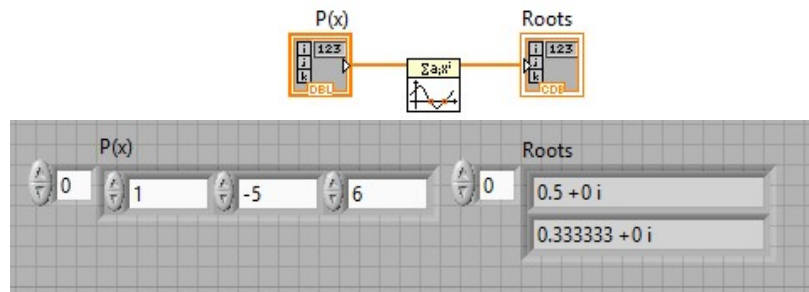 P(x) Roots
i 123 i 123
j j
k k
DBL CDB
Σaᵢxⁱ
P(x) Roots
0 1 -5 6 0 0.5 +0 i
0.333333 +0 i